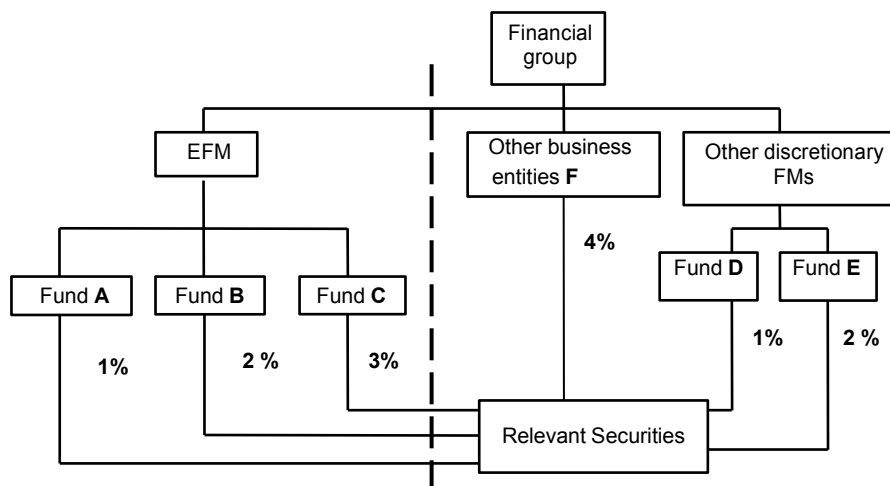 Financial
group
EFM
Other business
entities F
Other discretionary
FMs
4%
Fund A
Fund B
Fund C
Fund D
Fund E
1%
2 %
3%
1%
2 %
Relevant Securities